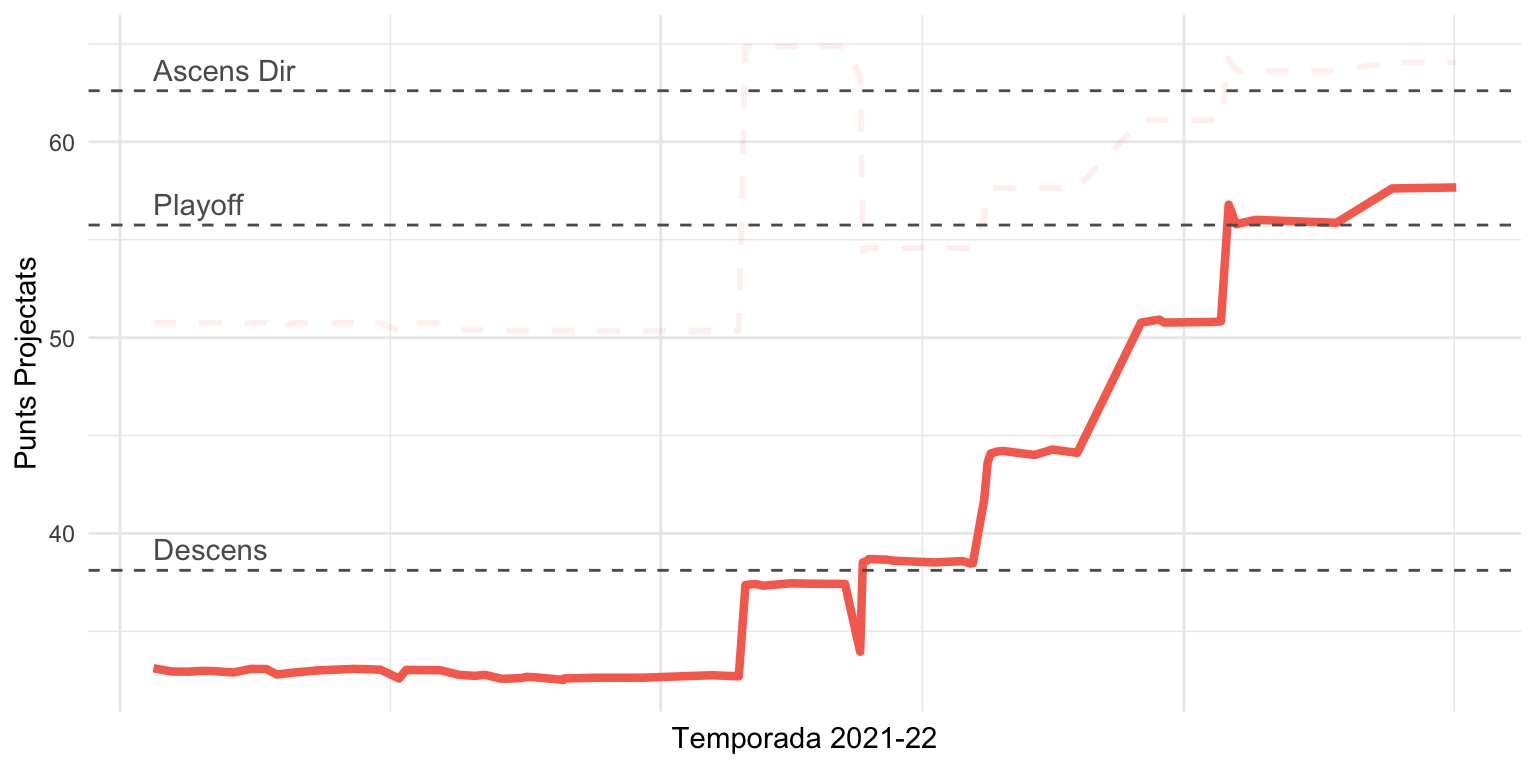 Ascens Dir
60
Playoff
50
Punts Projectats
40
Descens
Temporada 2021-22